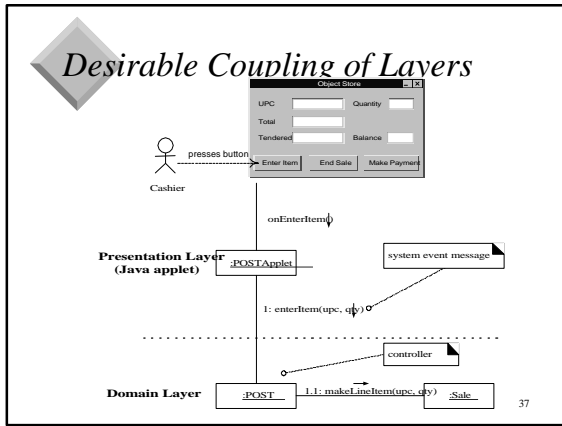 Desirable Coupling of Layers
Object Store
UPC Quantity
Total
Tendered Balance
presses button
Enter Item End Sale Make Payment
Cashier
onEnterItem()
Presentation Layer
(Java applet)
:POSTApplet
system event message
1: enterItem(upc, qty)
controller
Domain Layer
:POST
1.1: makeLineItem(upc, qty)
:Sale
37